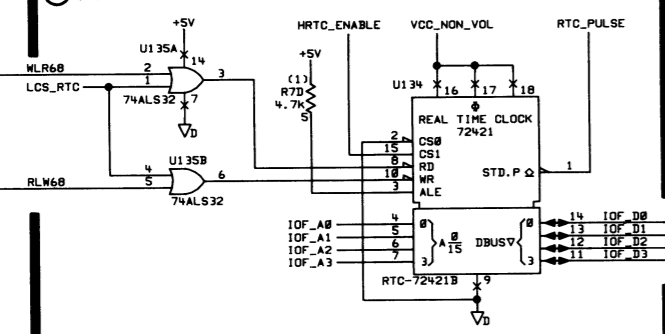 +5V
HRTC_ENABLE
VCC_NON_VOL
RTC_PULSE
U135A
14
+5V
WLR68
2
3
LCS_RTC
1
74ALS32
7
D
(1)
R7D
4.7k
5
U134
16
17
18
Φ
REAL TIME CLOCK
72421
2
CS0
15
CS1
8
RD
10
WR
3
ALE
STD.P
1
U135B
4
5
6
RLW68
74ALS32
IOF_A0
4
IOF_A1
5
IOF_A2
6
IOF_A3
7
0
3
A 0/15
DBUS▽
0
3
14
IOF_D0
13
IOF_D1
12
IOF_D2
11
IOF_D3
RTC-72421B
9
D